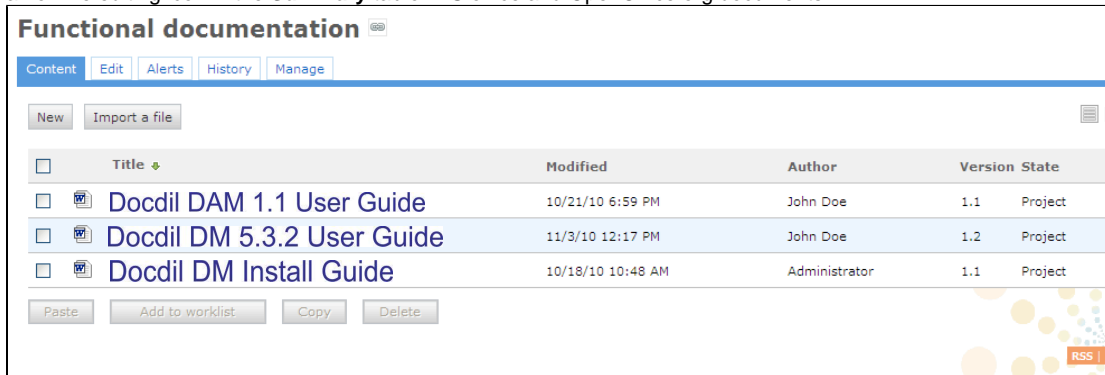 Functional documentation
Content Edit Alerts History Manage
New Import a file
Title Modified Author Version State
Docdil DAM 1.1 User Guide 10/21/10 6:59 PM John Doe 1.1 Project
Docdil DM 5.3.2 User Guide 11/3/10 12:17 PM John Doe 1.2 Project
Docdil DM Install Guide 10/18/10 10:48 AM Administrator 1.1 Project
Paste Add to worklist Copy Delete
RSS |